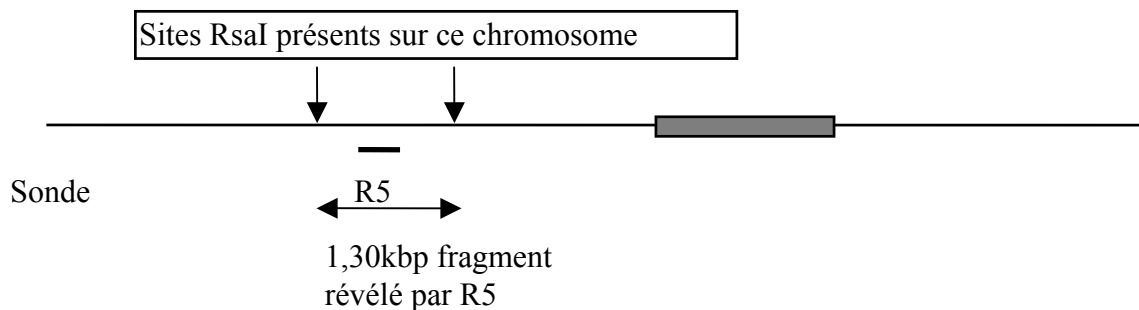 Sites RsaI présents sur ce chromosome
Sonde
R5
1,30kbp fragment
révélé par R5